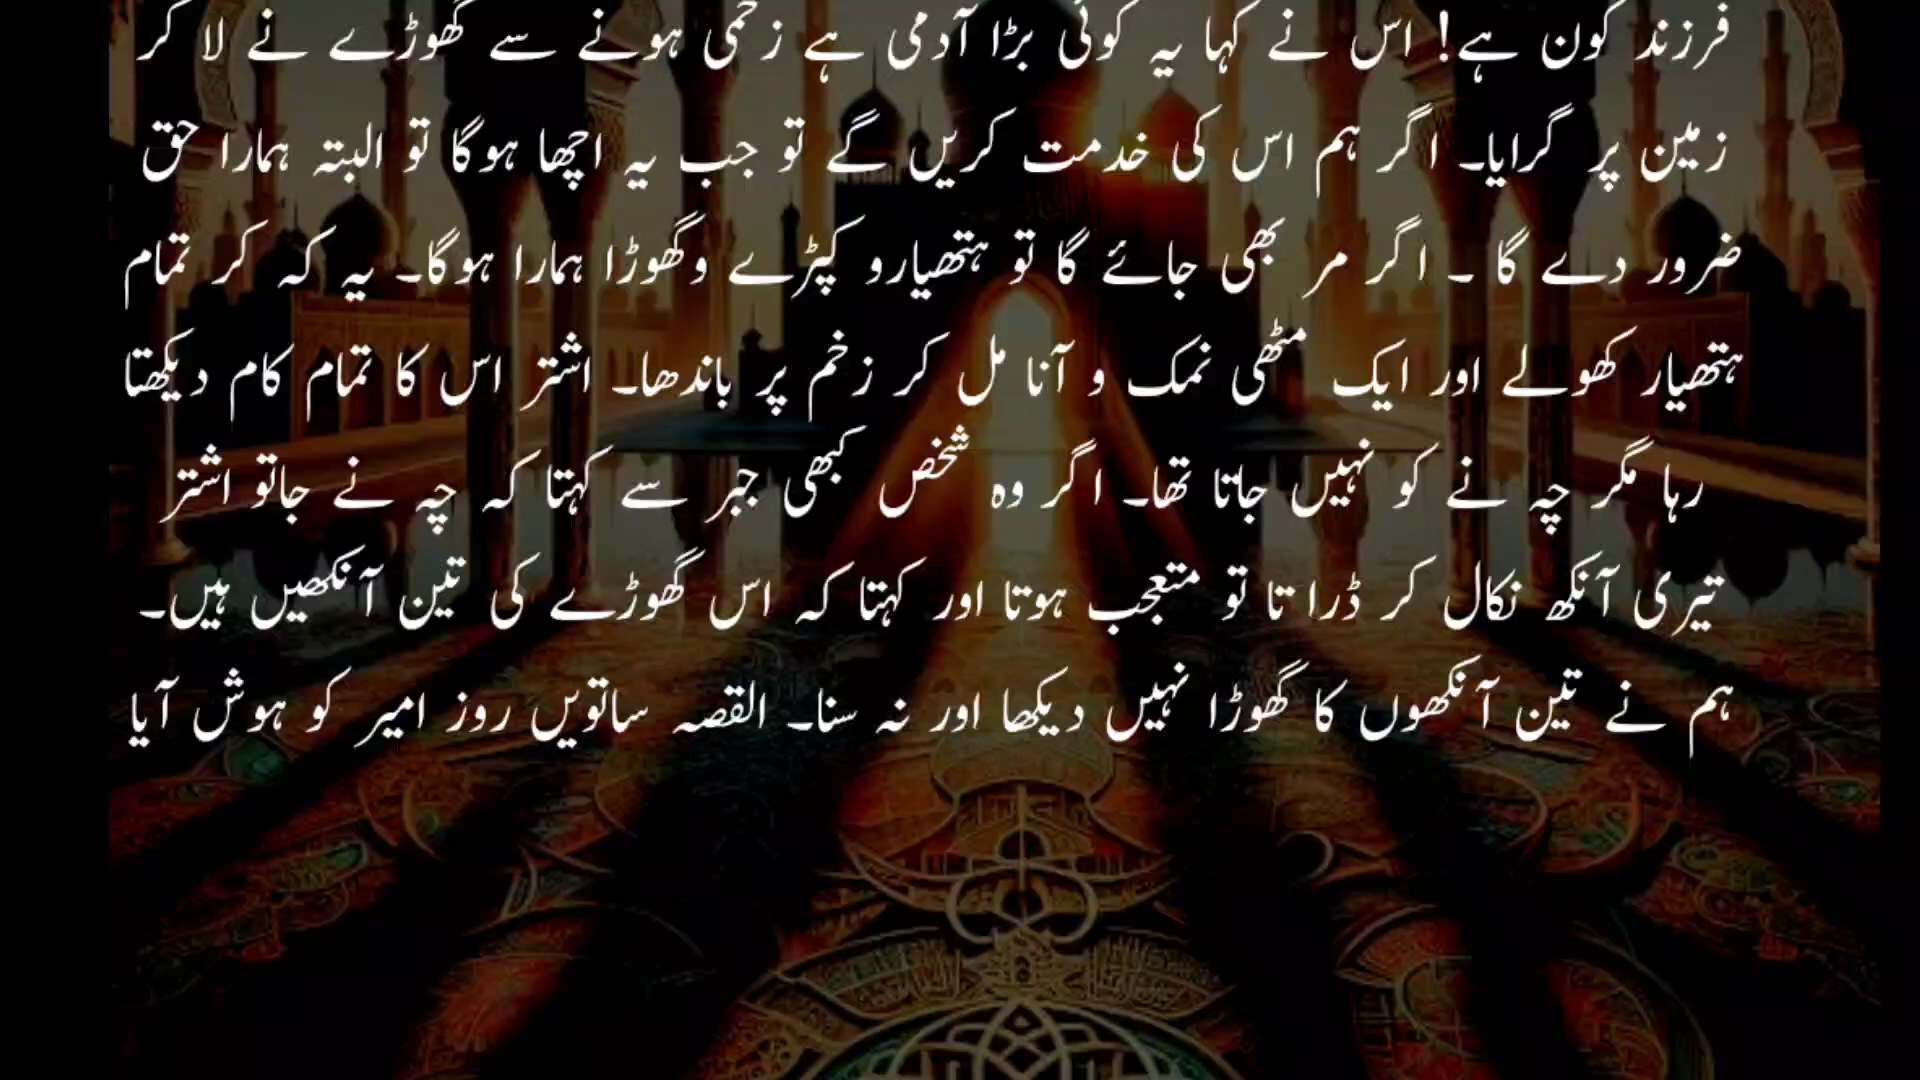 فرزند کون ہے! اس نے کہا یہ کوئی بڑا آدمی ہے زخمی ہونے سے گھوڑے نے لا کر
زمین پر گرایا۔ اگر ہم اس کی خدمت کریں گے تو جب یہ اچھا ہوگا تو البتہ ہمارا حق
ضرور دے گا ۔ اگر مر بھی جائے گا تو ہتھیارو کپڑے وگھوڑا ہمارا ہوگا۔ یہ کہ کر تمام
ہتھیار کھولے اور ایک مٹھی نمک و آنا مل کر زخم پر باندھا۔ اشتر اس کا تمام کام دیکھتا
رہا مگر چہ نے کو نہیں جاتا تھا۔ اگر وہ شخص کبھی جبر سے کہتا کہ چہ نے جاتو اشتر
تیری آنکھ نکال کر ڈرا تا تو متعجب ہوتا اور کہتا کہ اس گھوڑے کی تین آنکھیں ہیں۔
ہم نے تین آنکھوں کا گھوڑا نہیں دیکھا اور نہ سنا۔ القصہ ساتویں روز امیر کو ہوش آیا